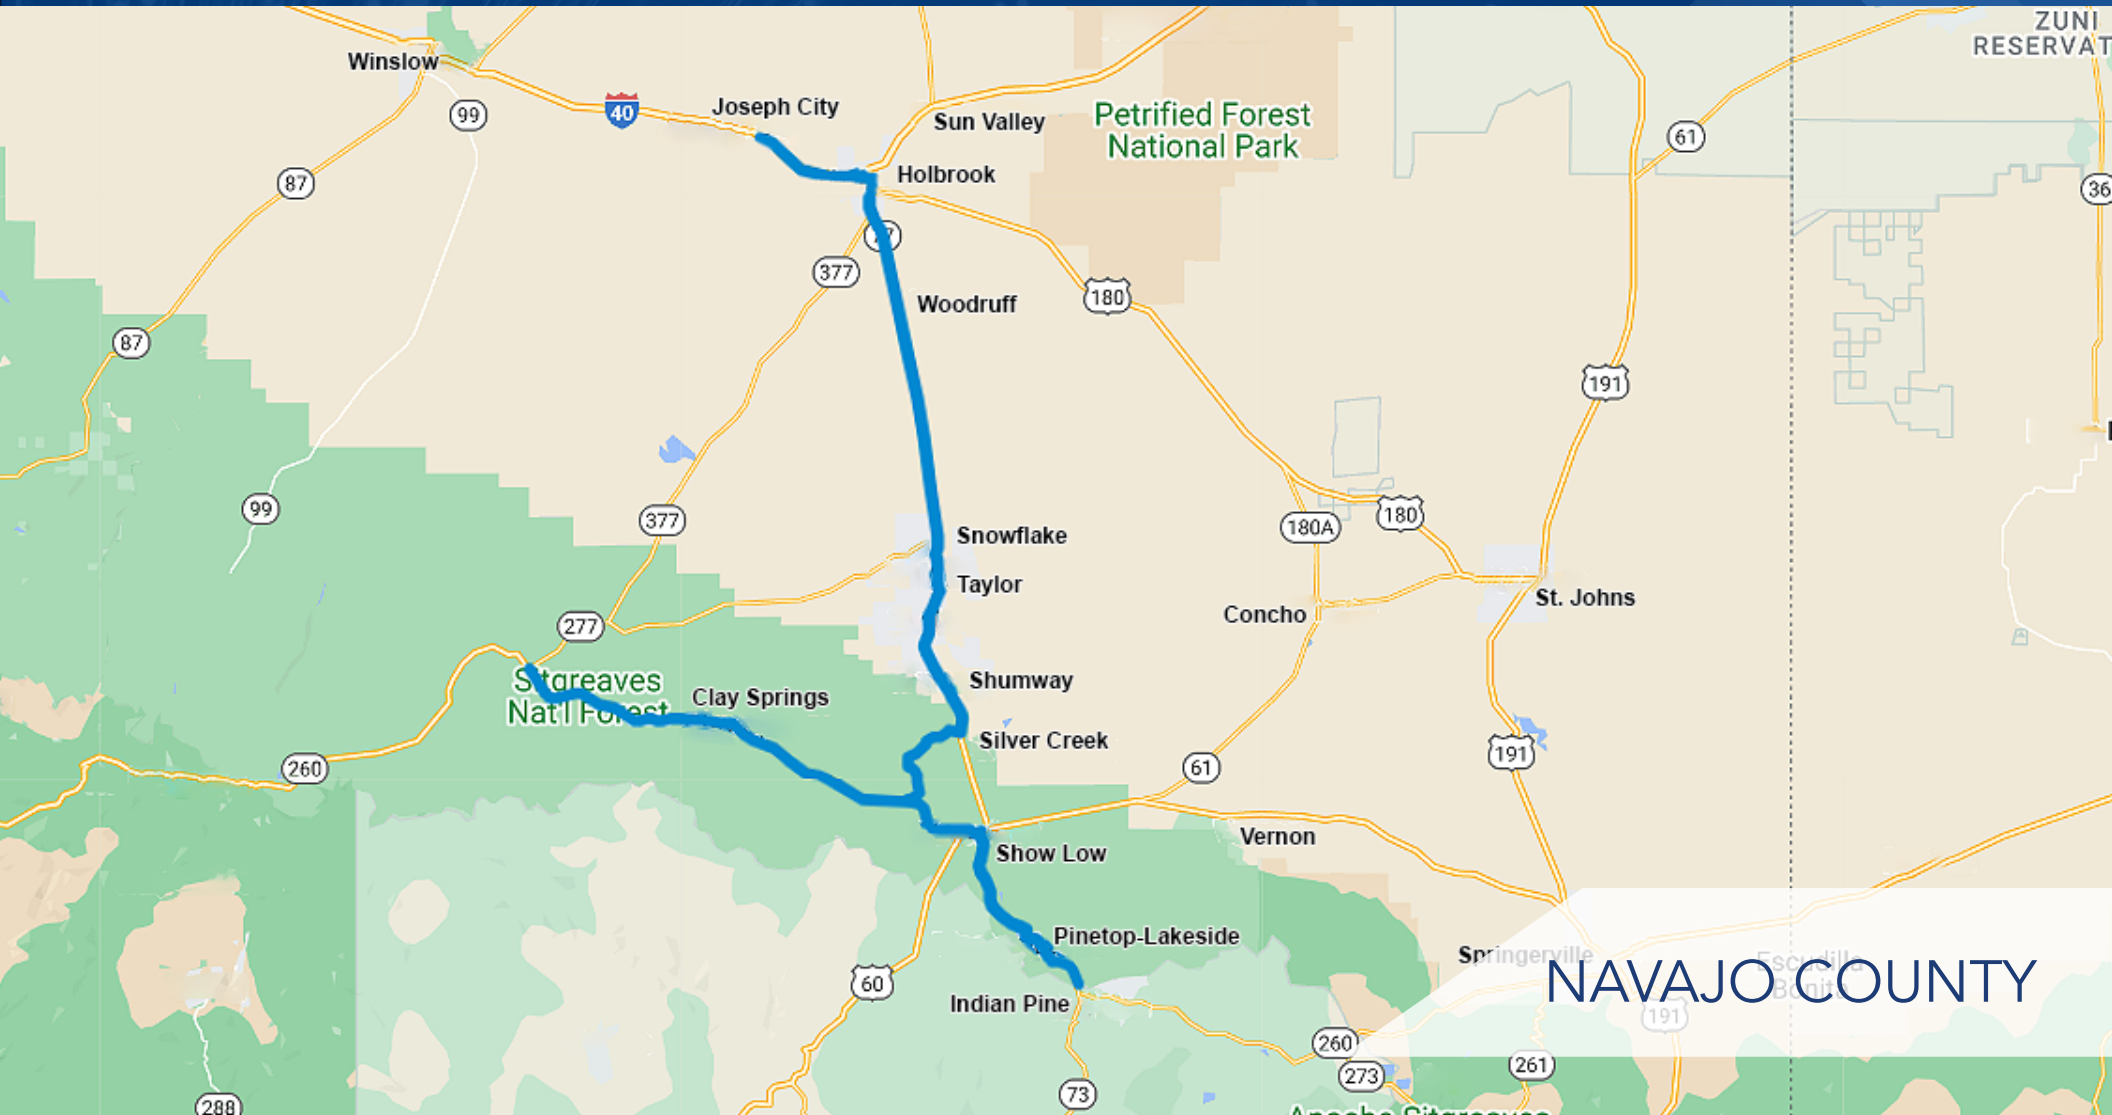 ZUNI
RESERVAT
Winslow
40
Joseph City
Sun Valley
Petrified Forest
National Park
99
61
87
Holbrook
36
377
180
Woodruff
87
191
99
377
Snowflake
180A
180
Taylor
St. Johns
Concho
277
Sitgreaves
Nat'l Forest
Clay Springs
Shumway
Silver Creek
191
260
61
Vernon
Show Low
Pinetop-Lakeside
Springerville
Escudilla
Bonita
NAVAJO COUNTY
60
Indian Pine
191
260
261
273
73
288